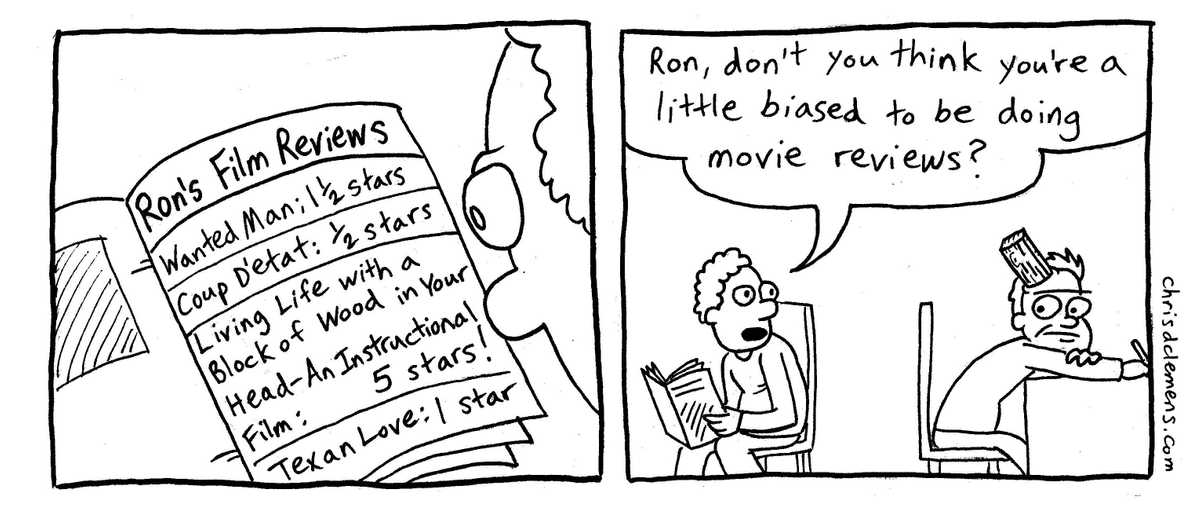 Ron's Film Reviews
Wanted Man; 1 1/2 stars
Coup D'etat: 1/2 stars
Living Life with a
Block of Wood in Your
Head-An Instructional
Film: 5 stars!
Texan Love: 1 star
Ron, don't you think you're a
little biased to be doing
movie reviews?
chrisdclemens.com